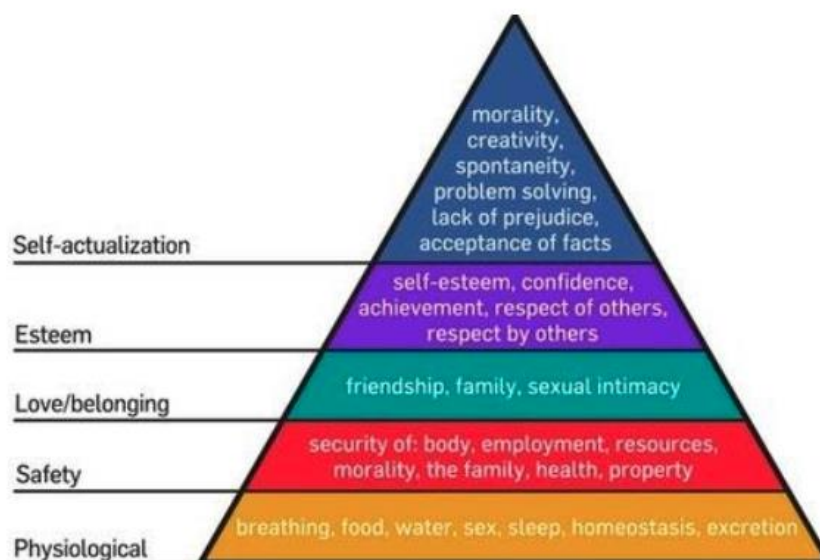 morality,
creativity,
spontaneity,
problem solving,
lack of prejudice,
acceptance of facts
Self-actualization
self-esteem, confidence,
achievement, respect of others,
respect by others
Esteem
friendship, family, sexual intimacy
Love/belonging
security of: body, employment, resources,
morality, the family, health, property
Safety
breathing, food, water, sex, sleep, homeostasis, excretion
Physiological